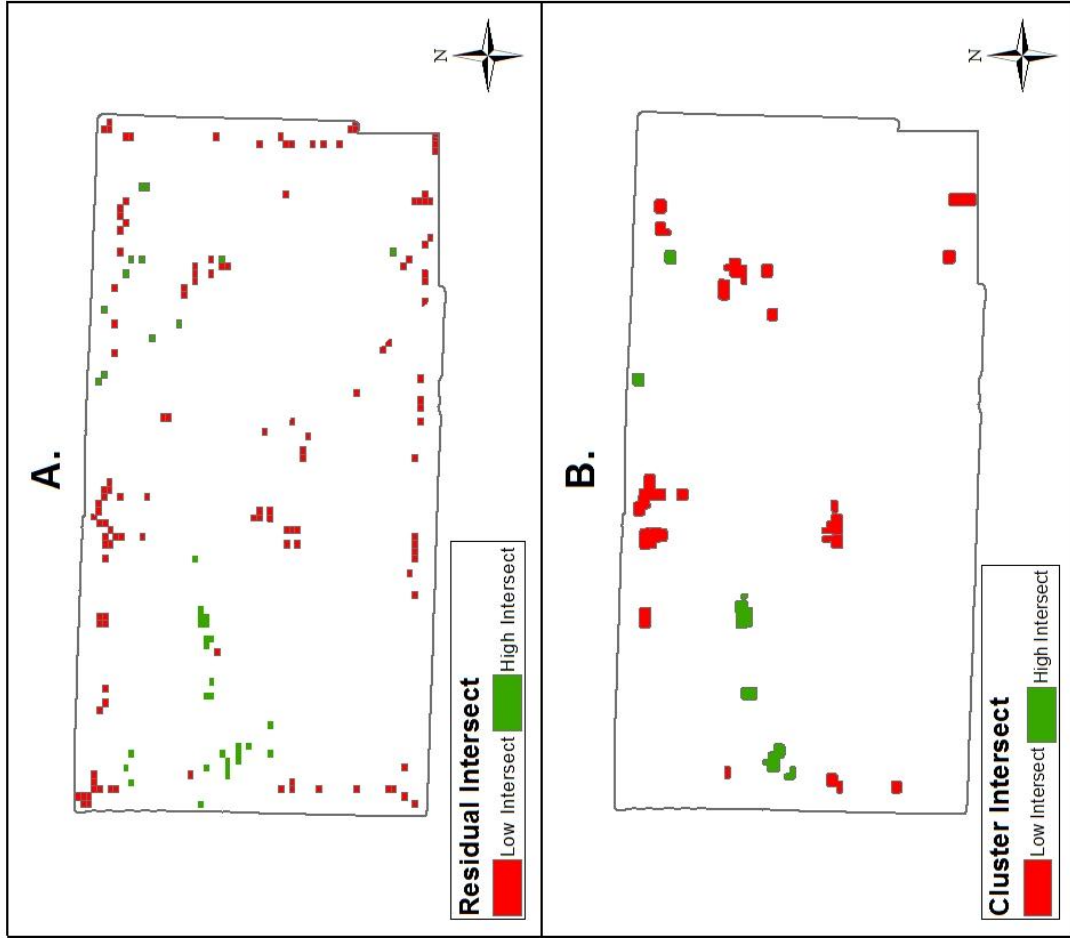 A.
N
Residual Intersect
Low Intersect High Intersect
B.
N
Cluster Intersect
Low Intersect High Intersect